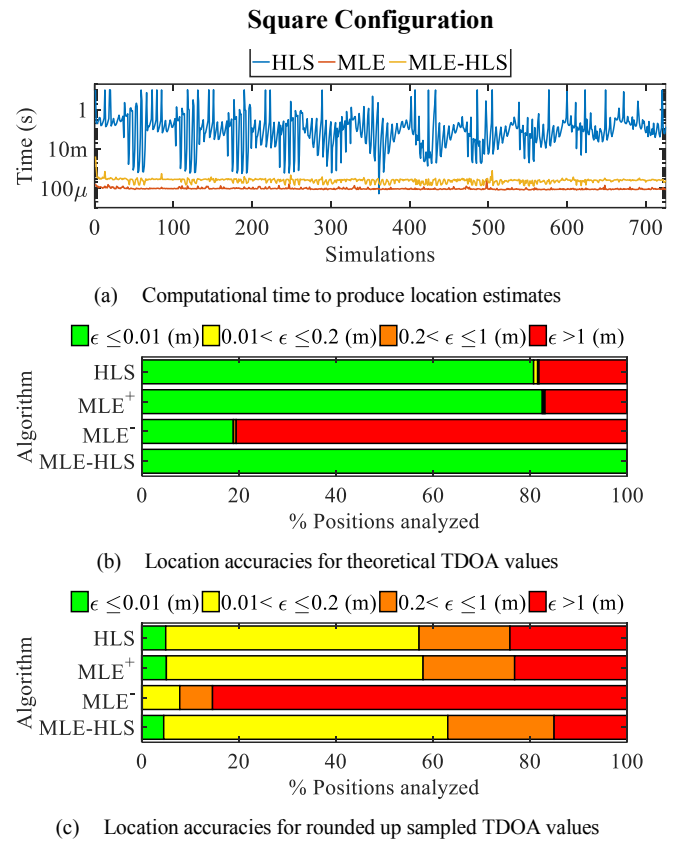 Square Configuration
HLS MLE MLE-HLS
Time (s)
1
10m
100μ
0 100 200 300 400 500 600 700
Simulations
(a) Computational time to produce location estimates
ϵ ≤0.01 (m) 0.01< ϵ ≤0.2 (m) 0.2< ϵ ≤1 (m) ϵ >1 (m)
Algorithm
HLS
MLE+
MLE-
MLE-HLS
0 20 40 60 80 100
% Positions analyzed
(b) Location accuracies for theoretical TDOA values
ϵ ≤0.01 (m) 0.01< ϵ ≤0.2 (m) 0.2< ϵ ≤1 (m) ϵ >1 (m)
Algorithm
HLS
MLE+
MLE-
MLE-HLS
0 20 40 60 80 100
% Positions analyzed
(c) Location accuracies for rounded up sampled TDOA values